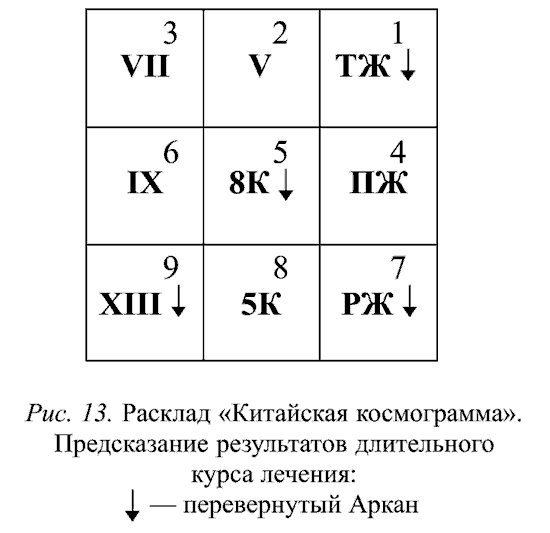 3 2 1
VII V ТЖ ↓
6 5 4
IX 8К ↓ ПЖ
9 8 7
XIII ↓ 5К РЖ ↓
Рис. 13. Расклад «Китайская космограмма».
Предсказание результатов длительного
курса лечения:
↓ — перевернутый Аркан